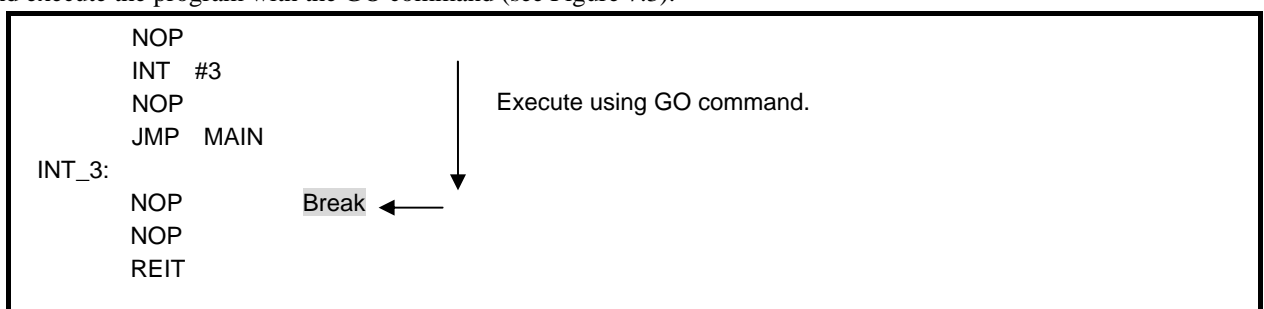 NOP
INT #3
NOP Execute using GO command.
JMP MAIN
INT_3:
NOP Break
NOP
REIT